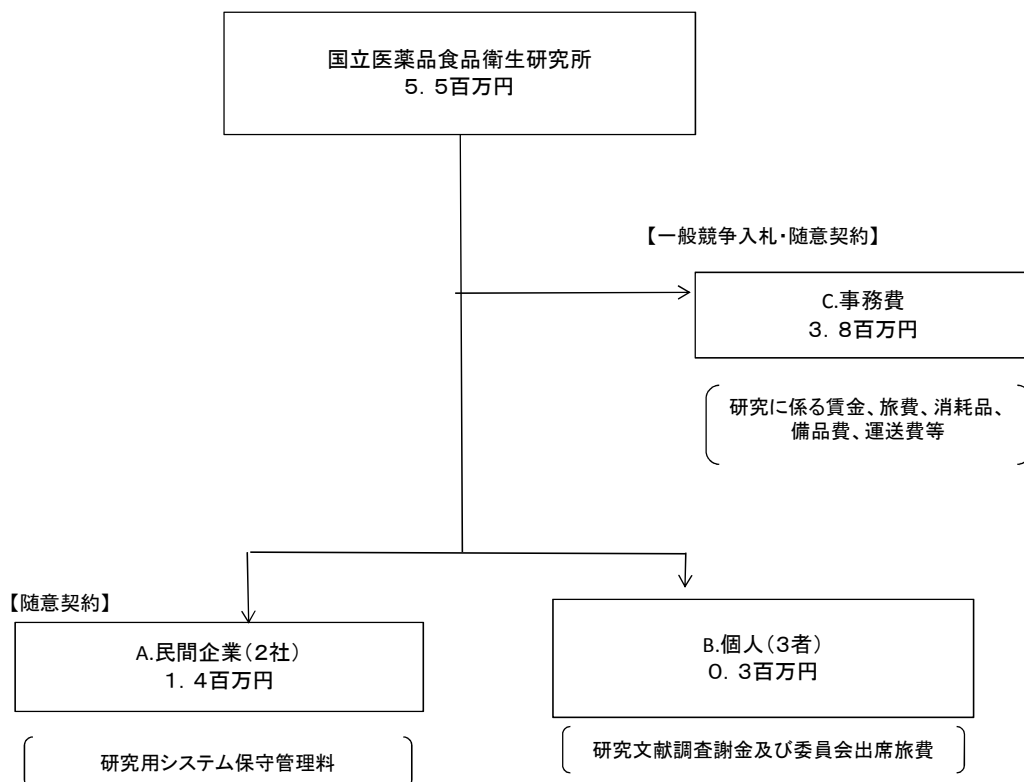 国立医薬品食品衛生研究所
５．５百万円
【一般競争入札・随意契約】
C.事務費
３．８百万円
研究に係る賃金、旅費、消耗品、
備品費、運送費等
【随意契約】
A.民間企業（２社）
１．４百万円
B.個人（３者）
０．３百万円
研究用システム保守管理料
研究文献調査謝金及び委員会出席旅費